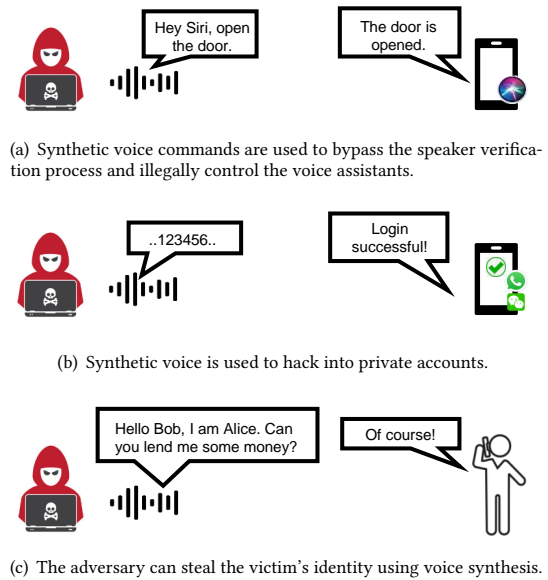 Hey Siri, open
the door.
The door is
opened.
(a) Synthetic voice commands are used to bypass the speaker verifica-
tion process and illegally control the voice assistants.
..123456..
Login
successful!
(b) Synthetic voice is used to hack into private accounts.
Hello Bob, I am Alice. Can
you lend me some money?
Of course!
(c) The adversary can steal the victim's identity using voice synthesis.